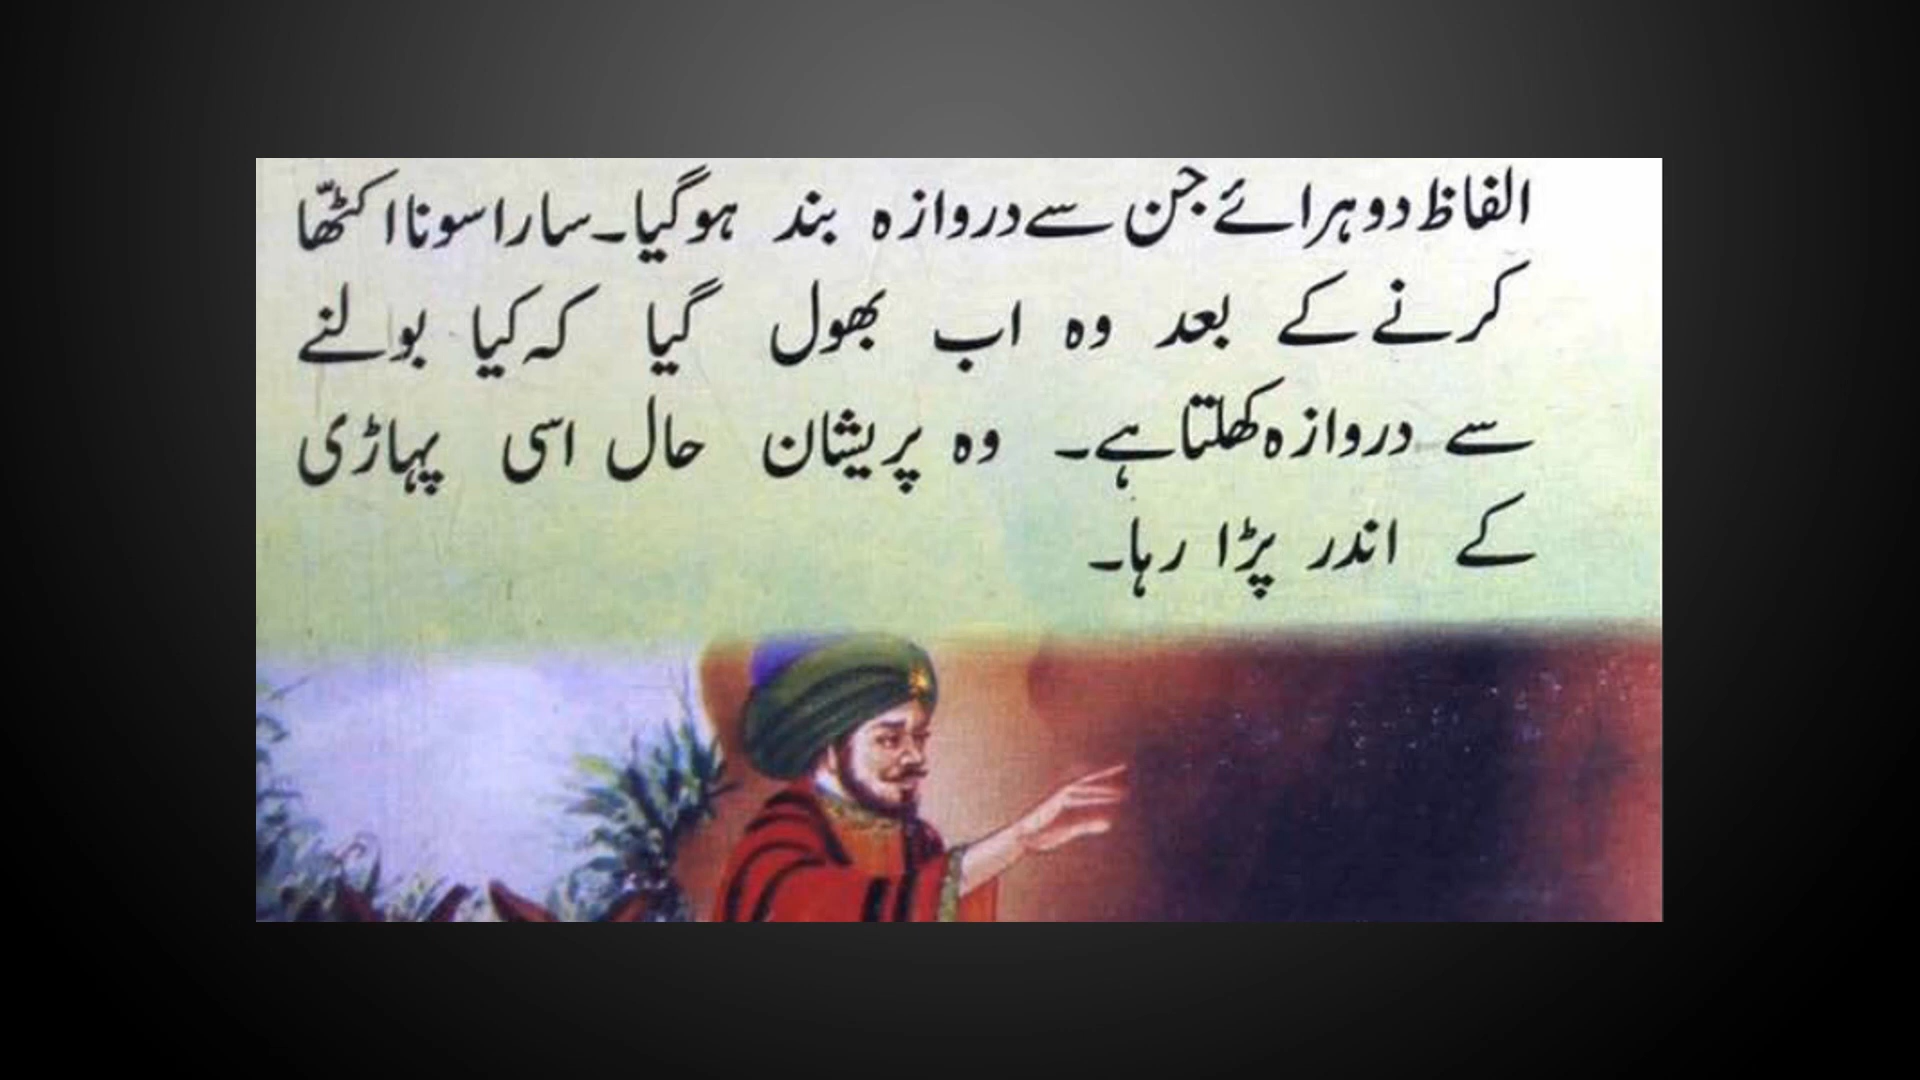 الفاظ دوہرائے جن سے دروازہ بند ہوگیا۔ سارا سونا اکٹھّا
کرنے کے بعد وہ اب بھول گیا کہ کیا بولنے
سے دروازہ کھلتا ہے۔ وہ پریشان حال اسی پہاڑی
کے اندر پڑا رہا۔